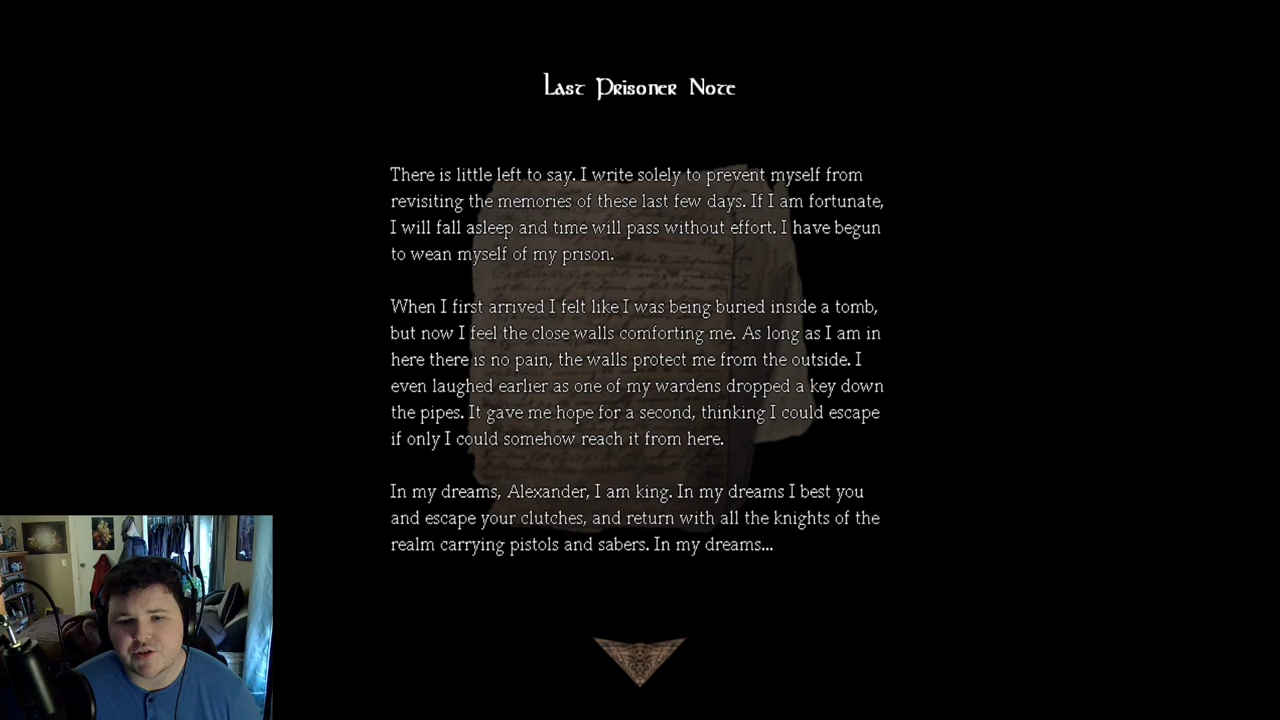 Last Prisoner Note
There is little left to say. I write solely to prevent myself from
revisiting the memories of these last few days. If I am fortunate,
I will fall asleep and time will pass without effort. I have begun
to wean myself of my prison.
When I first arrived I felt like I was being buried inside a tomb,
but now I feel the close walls comforting me. As long as I am in
here there is no pain, the walls protect me from the outside. I
even laughed earlier as one of my wardens dropped a key down
the pipes. It gave me hope for a second, thinking I could escape
if only I could somehow reach it from here.
In my dreams, Alexander, I am king. In my dreams I best you
and escape your clutches, and return with all the knights of the
realm carrying pistols and sabers. In my dreams...